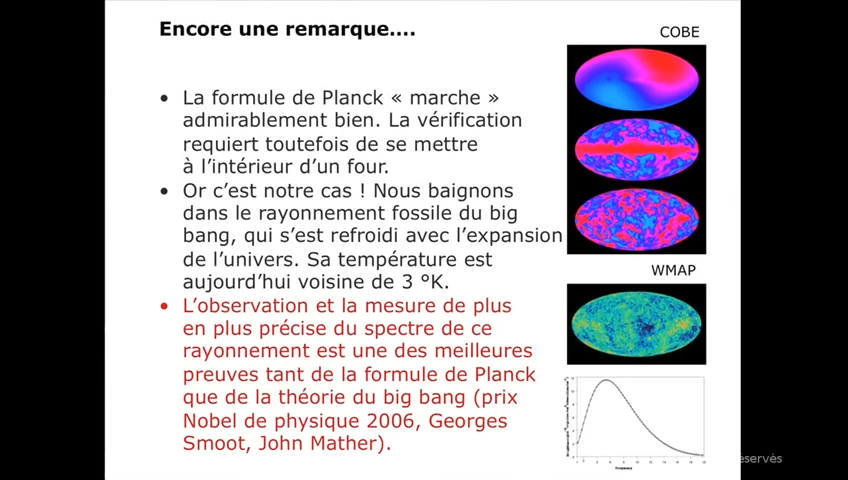 Encore une remarque....
COBE
• La formule de Planck « marche »
admirablement bien. La vérification
requiert toutefois de se mettre
à l'intérieur d'un four.
• Or c'est notre cas ! Nous baignons
dans le rayonnement fossile du big
bang, qui s'est refroidi avec l'expansion
de l'univers. Sa température est
aujourd'hui voisine de 3 °K.
• L'observation et la mesure de plus
en plus précise du spectre de ce
rayonnement est une des meilleures
preuves tant de la formule de Planck
que de la théorie du big bang (prix
Nobel de physique 2006, Georges
Smoot, John Mather).
WMAP
Frequency